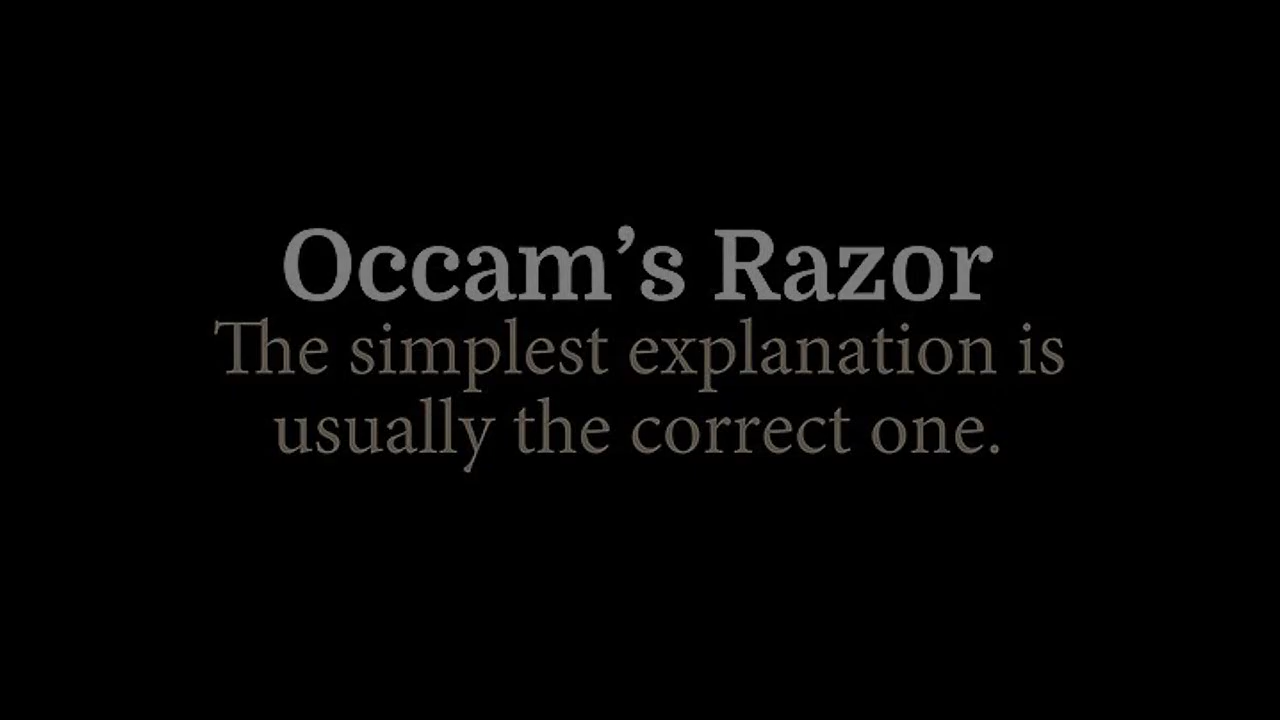 Occam’s Razor
The simplest explanation is
usually the correct one.